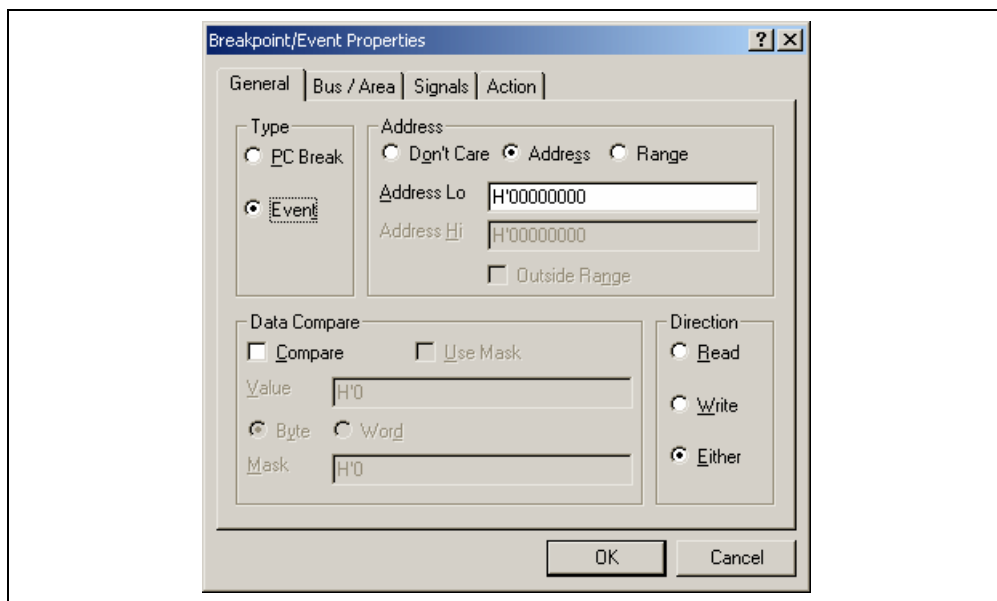 Breakpoint/Event Properties
General Bus / Area Signals Action
Type
PC Break
Event
Address
Don't Care Address Range
Address Lo H'00000000
Address Hi H'00000000
Outside Range
Data Compare
Compare Use Mask
Value H'0
Byte Word
Mask H'0
Direction
Read
Write
Either
OK Cancel